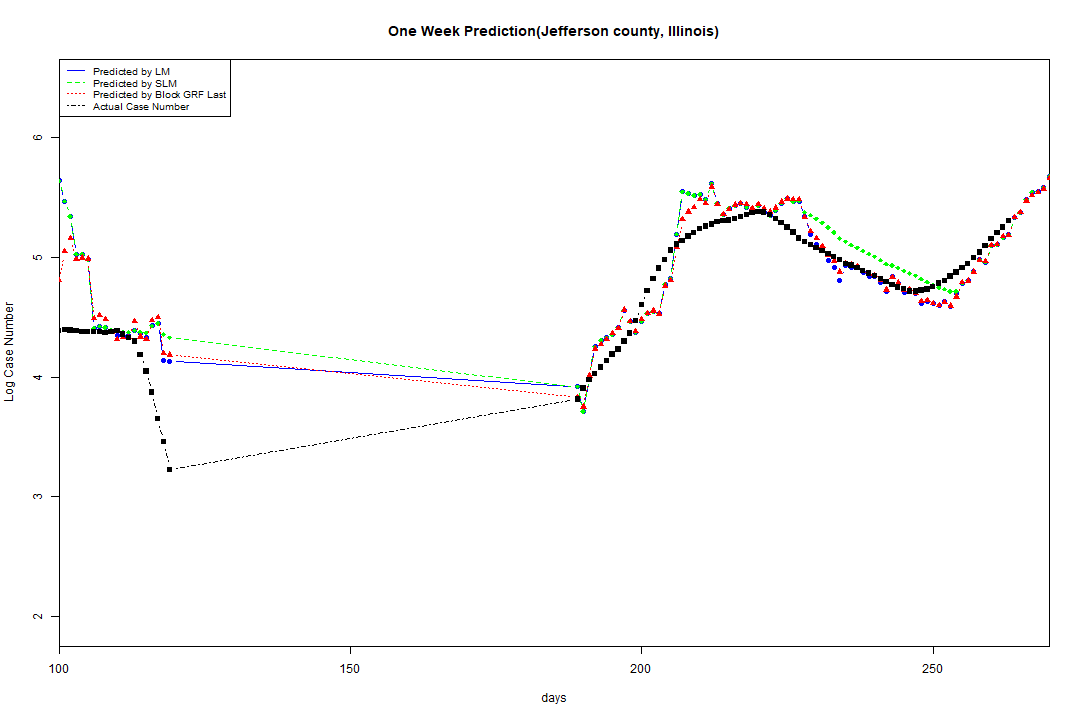 One Week Prediction(Jefferson county, Illinois)
Predicted by LM
Predicted by SLM
Predicted by Block GRF Last
Actual Case Number
Log Case Number
6
5
4
3
2
100 150 200 250
days